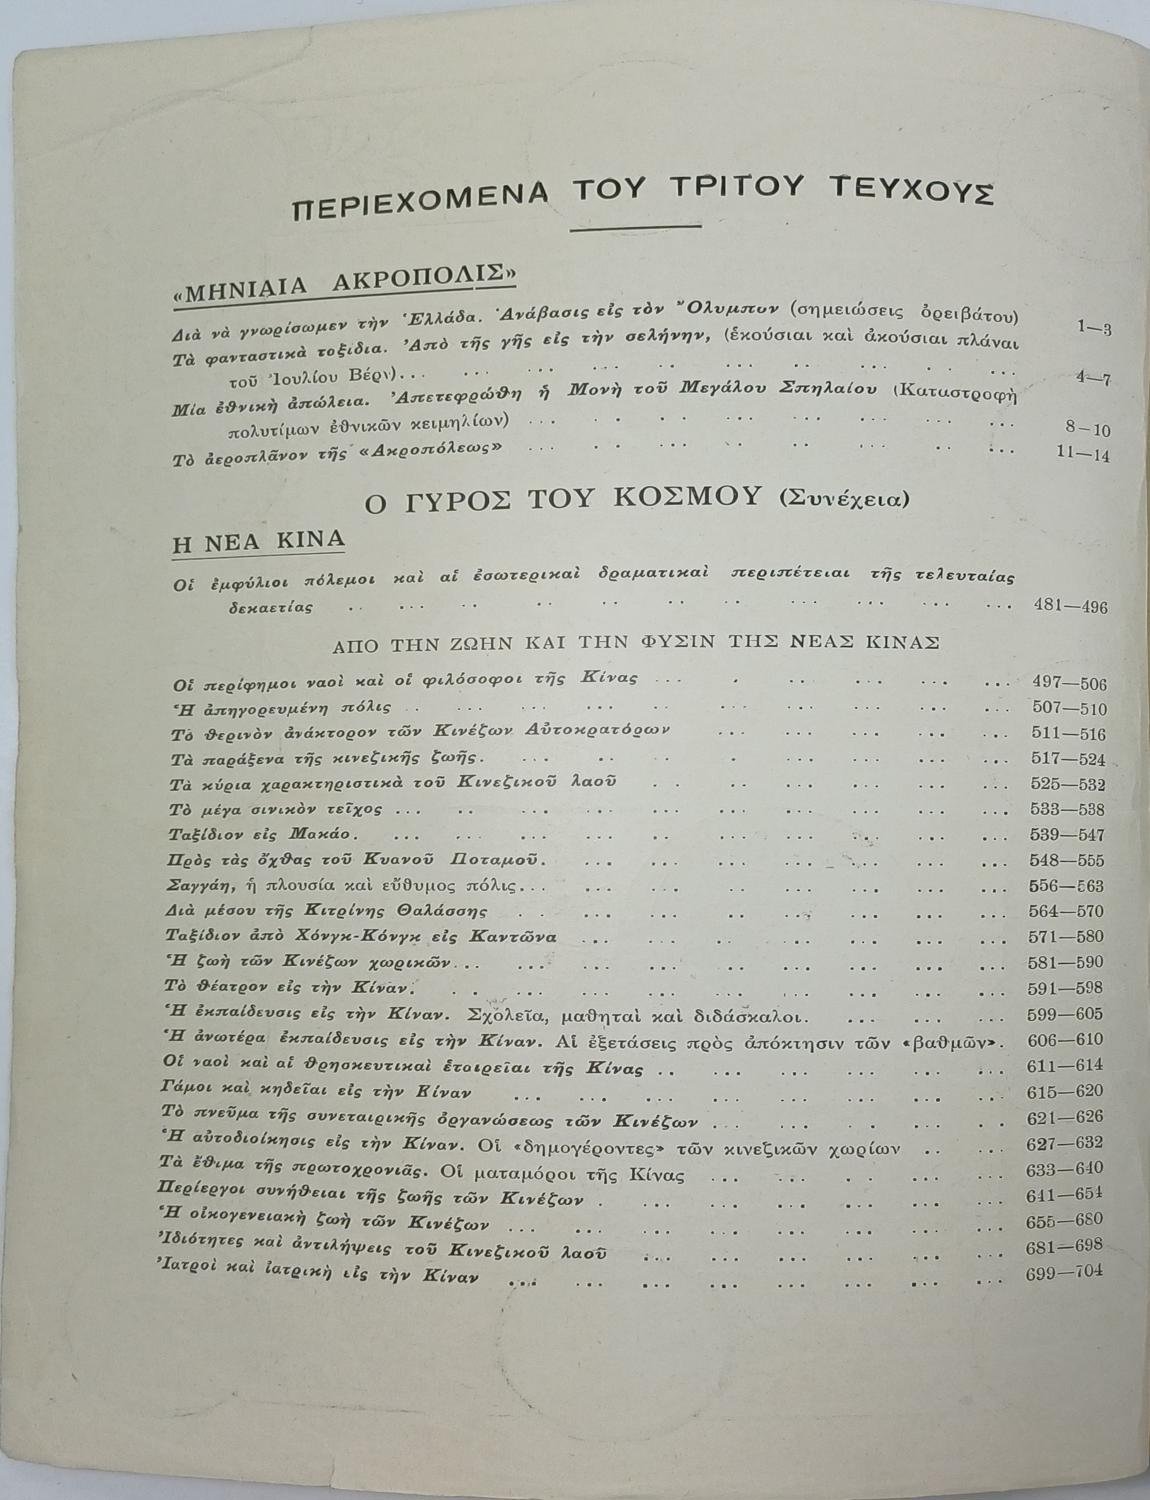 ΠΕΡΙΕΧΟΜΕΝΑ ΤΟΥ ΤΡΙΤΟΥ ΤΕΥΧΟΥΣ
«ΜΗΝΙΑΙΑ ΑΚΡΟΠΟΛΙΣ»
Διὰ νὰ γνωρίσωμεν τὴν Ἑλλάδα. Ἀνάβασις εἰς τὸν Ὄλυμπον (σημειώσεις ὀρειβάτου) 1—3
Τὰ φανταστικὰ ταξίδια. Ἀπὸ τῆς γῆς εἰς τὴν σελήνην, (ἑκούσιαι καὶ ἀκούσιαι πλάναι
τοῦ Ἰουλίου Βέρν)... 4—7
Μία ἐθνικὴ ἀπώλεια. Ἀπετεφρώθη ἡ Μονὴ τοῦ Μεγάλου Σπηλαίου (Καταστροφὴ
πολυτίμων ἐθνικῶν κειμηλίων) ... 8—10
Τὸ ἀεροπλᾶνον τῆς «Ἀκροπόλεως» ... 11—14
Ο ΓΥΡΟΣ ΤΟΥ ΚΟΣΜΟΥ (Συνέχεια)
Η ΝΕΑ ΚΙΝΑ
Οἱ ἐμφύλιοι πόλεμοι καὶ αἱ ἐσωτερικαὶ δραματικαὶ περιπέτειαι τῆς τελευταίας
δεκαετίας ... 481—496
ΑΠΟ ΤΗΝ ΖΩΗΝ ΚΑΙ ΤΗΝ ΦΥΣΙΝ ΤΗΣ ΝΕΑΣ ΚΙΝΑΣ
Οἱ περίφημοι ναοὶ καὶ οἱ φιλόσοφοι τῆς Κίνας ... 497—506
Ἡ ἀπηγορευμένη πόλις ... 507—510
Τὸ θερινὸν ἀνάκτορον τῶν Κινέζων Αὐτοκρατόρων ... 511—516
Τὰ παράξενα τῆς κινεζικῆς ζωῆς. ... 517—524
Τὰ κύρια χαρακτηριστικὰ τοῦ Κινεζικοῦ λαοῦ ... 525—532
Τὸ μέγα σινικὸν τεῖχος ... 533—538
Ταξίδιον εἰς Μακάο. ... 539—547
Πρὸς τὰς ὄχθας τοῦ Κυανοῦ Ποταμοῦ. ... 548—555
Σαγγάη, ἡ πλουσία καὶ εὔθυμος πόλις... 556—563
Διὰ μέσου τῆς Κιτρίνης Θαλάσσης ... 564—570
Ταξίδιον ἀπὸ Χόνγκ-Κόνγκ εἰς Καντῶνα ... 571—580
Ἡ ζωὴ τῶν Κινέζων χωρικῶν... 581—590
Τὸ θέατρον εἰς τὴν Κίναν. ... 591—598
Ἡ ἐκπαίδευσις εἰς τὴν Κίναν. Σχολεῖα, μαθηταὶ καὶ διδάσκαλοι. ... 599—605
Ἡ ἀνωτέρα ἐκπαίδευσις εἰς τὴν Κίναν. Αἱ ἐξετάσεις πρὸς ἀπόκτησιν τῶν «βαθμῶν». 606—610
Οἱ ναοὶ καὶ αἱ θρησκευτικαὶ ἑταιρεῖαι τῆς Κίνας ... 611—614
Γάμοι καὶ κηδεῖαι εἰς τὴν Κίναν ... 615—620
Τὸ πνεῦμα τῆς συνεταιρικῆς ὀργανώσεως τῶν Κινέζων ... 621—626
Ἡ αὐτοδιοίκησις εἰς τὴν Κίναν. Οἱ «δημογέροντες» τῶν κινεζικῶν χωρίων ... 627—632
Τὰ ἔθιμα τῆς πρωτοχρονιᾶς. Οἱ ματαμόροι τῆς Κίνας ... 633—640
Περίεργοι συνήθειαι τῆς ζωῆς τῶν Κινέζων ... 641—654
Ἡ οἰκογενειακὴ ζωὴ τῶν Κινέζων ... 655—680
Ἰδιότητες καὶ ἀντιλήψεις τοῦ Κινεζικοῦ λαοῦ ... 681—698
Ἰατροὶ καὶ ἰατρικὴ εἰς τὴν Κίναν ... 699—704